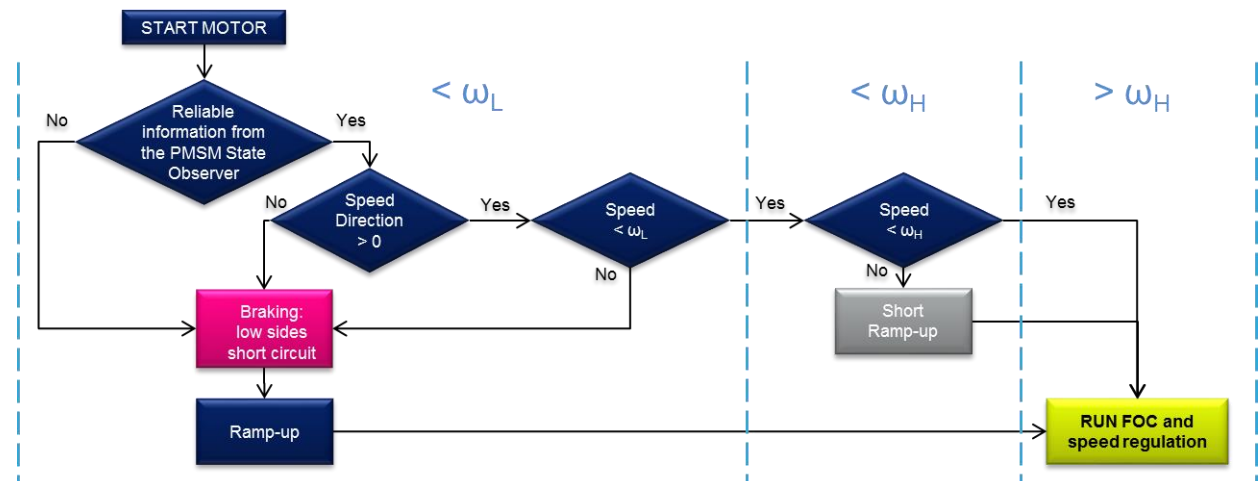 START MOTOR
< ωL
< ωH
> ωH
No
Reliable
information from
the PMSM State
Observer
Yes
No
Speed
Direction
> 0
Yes
Speed
< ωL
Yes
Speed
< ωH
Yes
No
No
Braking:
low sides
short circuit
Short
Ramp-up
Ramp-up
RUN FOC and
speed regulation